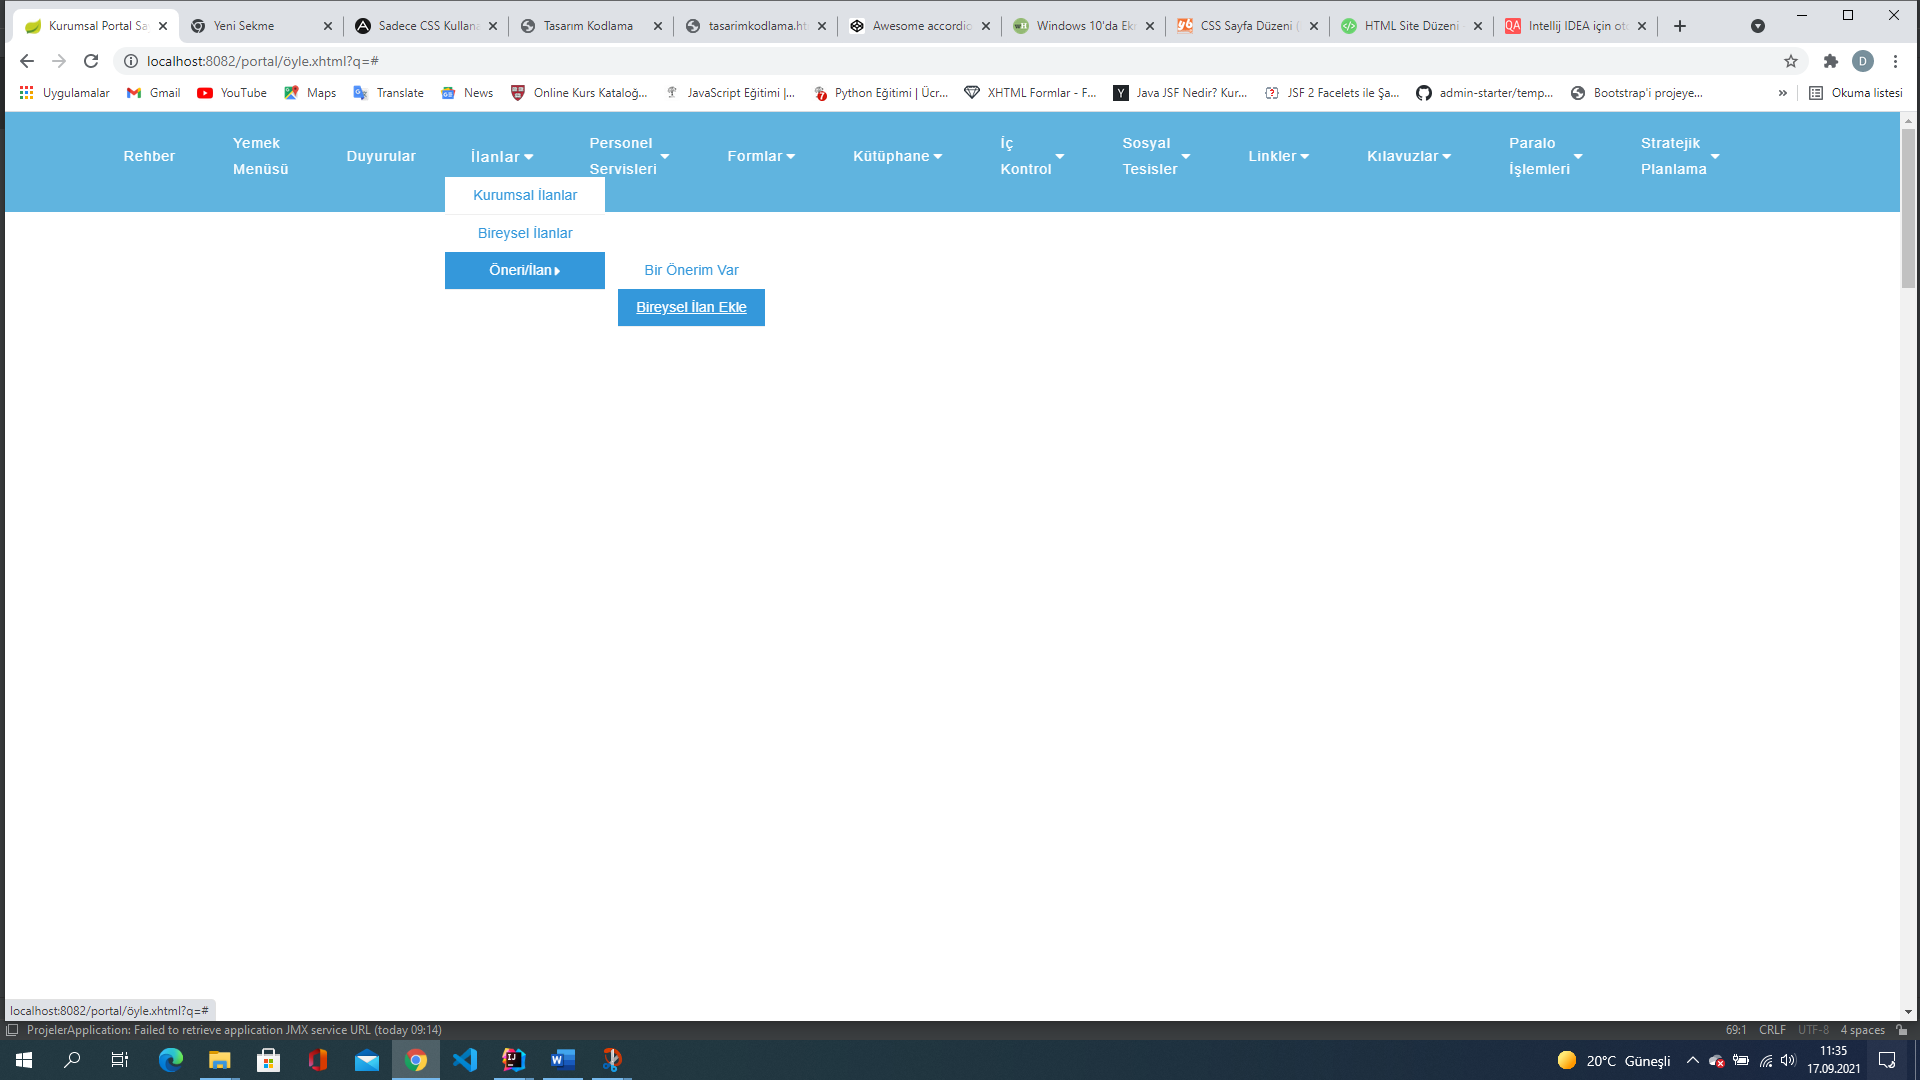 Kurumsal Portal Sa
Yeni Sekme
Sadece CSS Kullana
Tasarım Kodlama
tasarimkodlama.ht
Awesome accordio
Windows 10'da Ek
CSS Sayfa Düzeni (
HTML Site Düzeni
QA
Intellij IDEA için ot
localhost:8082/portal/öyle.xhtml?q=#
D
Uygulamalar
Gmail
YouTube
Maps
Translate
News
Online Kurs Kataloğ...
JavaScript Eğitimi |...
Python Eğitimi | Ücr...
XHTML Formlar - F...
Y
Java JSF Nedir? Kur...
JSF 2 Facelets ile Şa...
admin-starter/temp...
Bootstrap'i projeye...
»
Okuma listesi
Rehber
Yemek
Menüsü
Duyurular
İlanlar
Personel
Servisleri
Formlar
Kütüphane
İç
Kontrol
Sosyal
Tesisler
Linkler
Kılavuzlar
Paralo
İşlemleri
Stratejik
Planlama
Kurumsal İlanlar
Bireysel İlanlar
Öneri/İlan
Bir Önerim Var
Bireysel İlan Ekle
localhost:8082/portal/öyle.xhtml?q=#
ProjelerApplication: Failed to retrieve application JMX service URL (today 09:14)
69:1 CRLF UTF-8 4 spaces
20°C Güneşli
11:35
17.09.2021